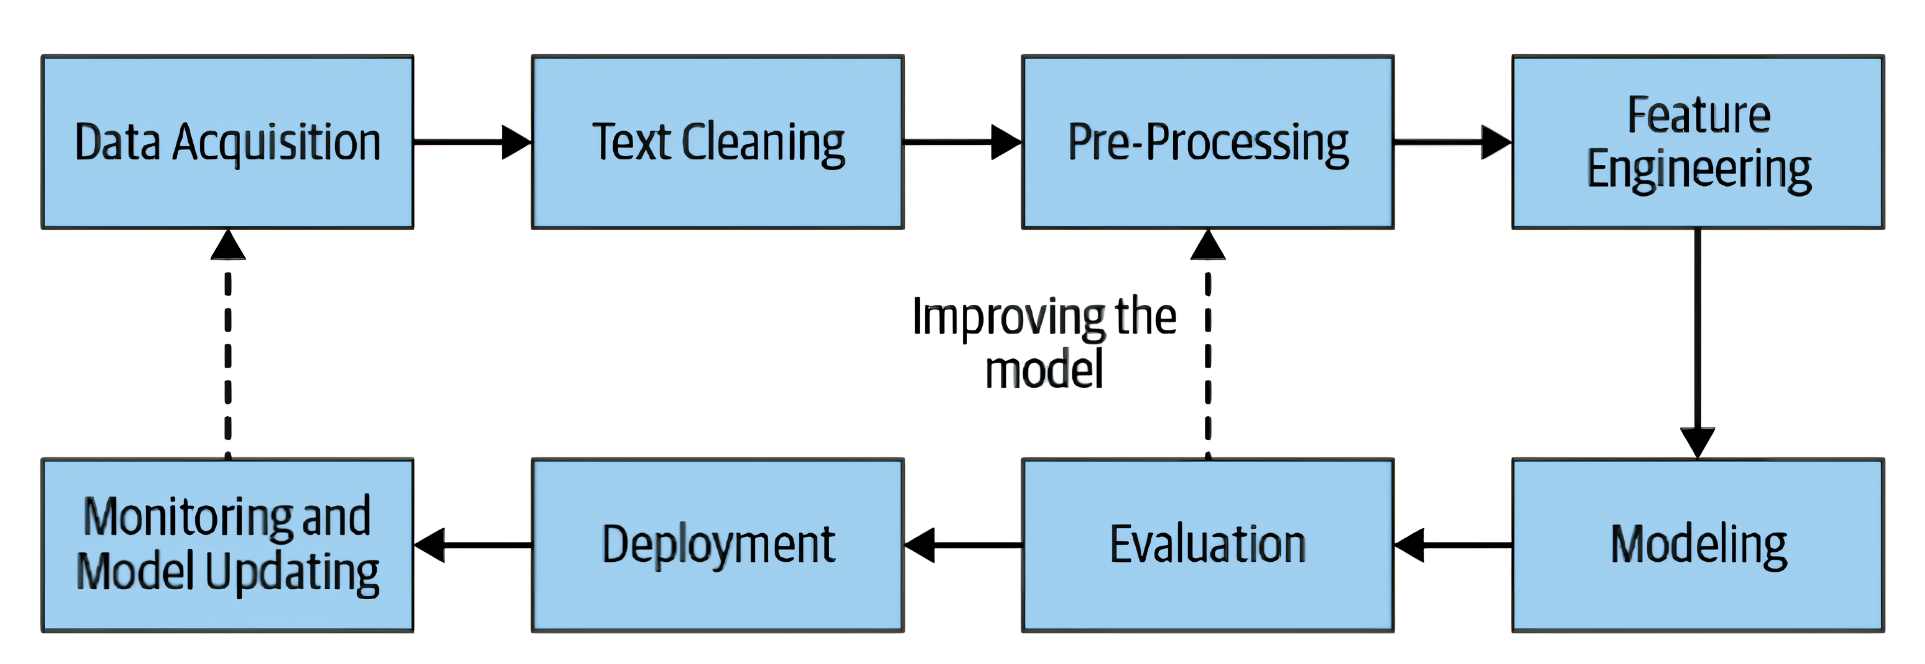 Data Acquisition
Text Cleaning
Pre-Processing
Feature
Engineering
Improving the
model
Monitoring and
Model Updating
Deployment
Evaluation
Modeling